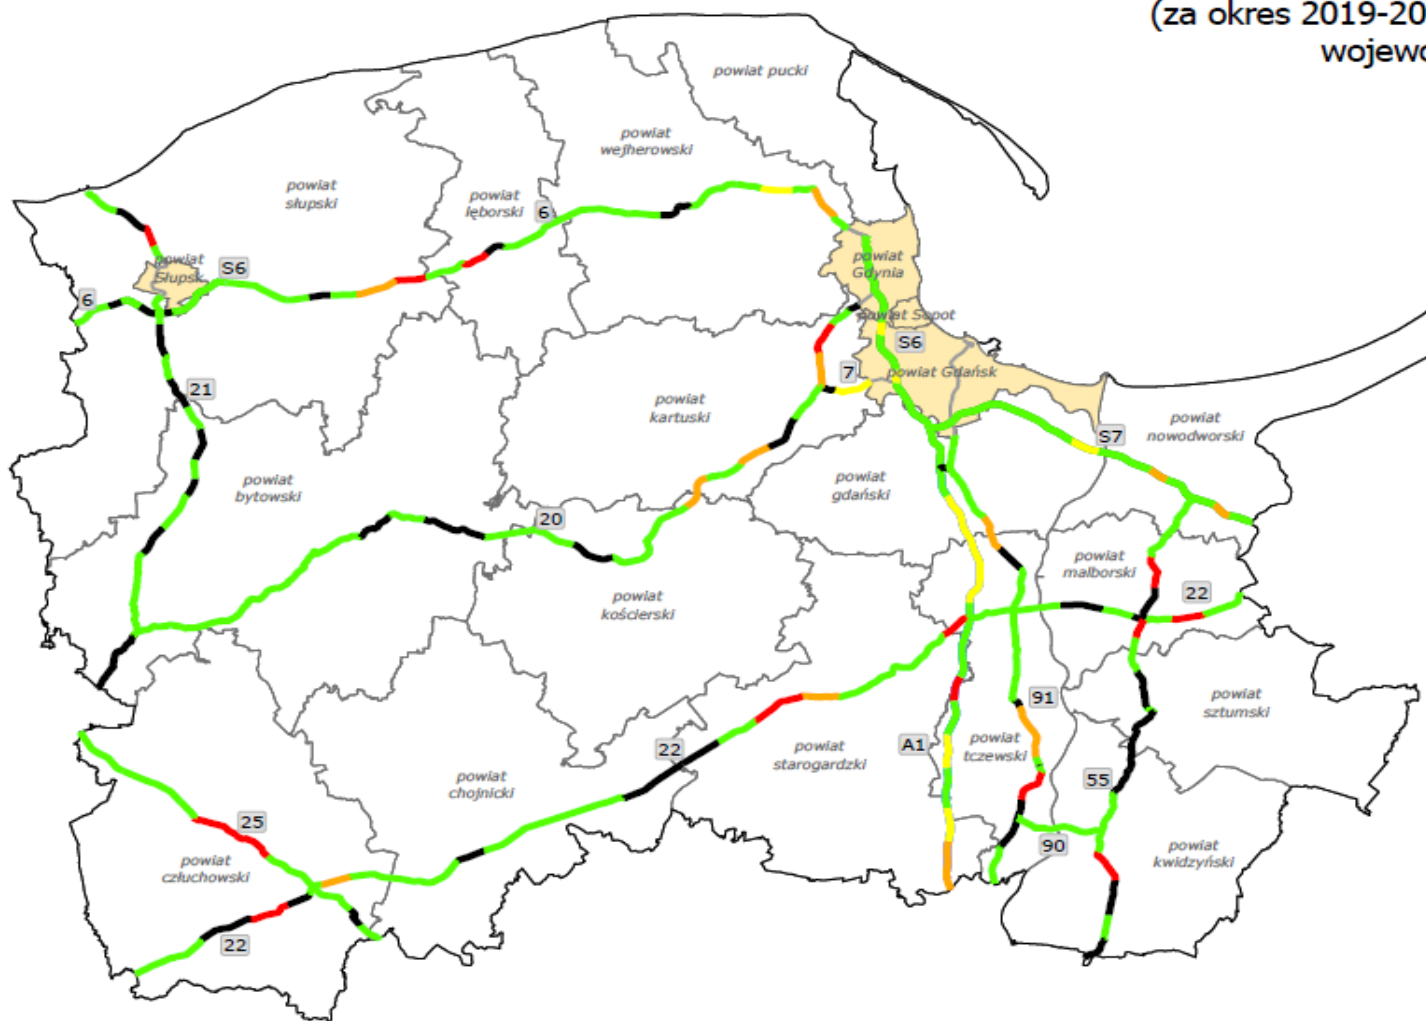 (za okres 2019-20
wojewo
powiat pucki
powiat
wejherowski
powiat
słupski
powiat
lęborski
6
powiat
Słupsk
S6
6
powiat
Gdynia
powiat Sopot
S6
7
powiat Gdańsk
21
powiat
kartuski
powiat
nowodworski
S7
powiat
bytowski
powiat
gdański
20
powiat
malborski
22
powiat
kościerski
powiat
sztumski
91
22
powiat
starogardzki
A1
powiat
tczewski
powiat
chojnicki
55
25
powiat
człuchowski
90
powiat
kwidzyński
22